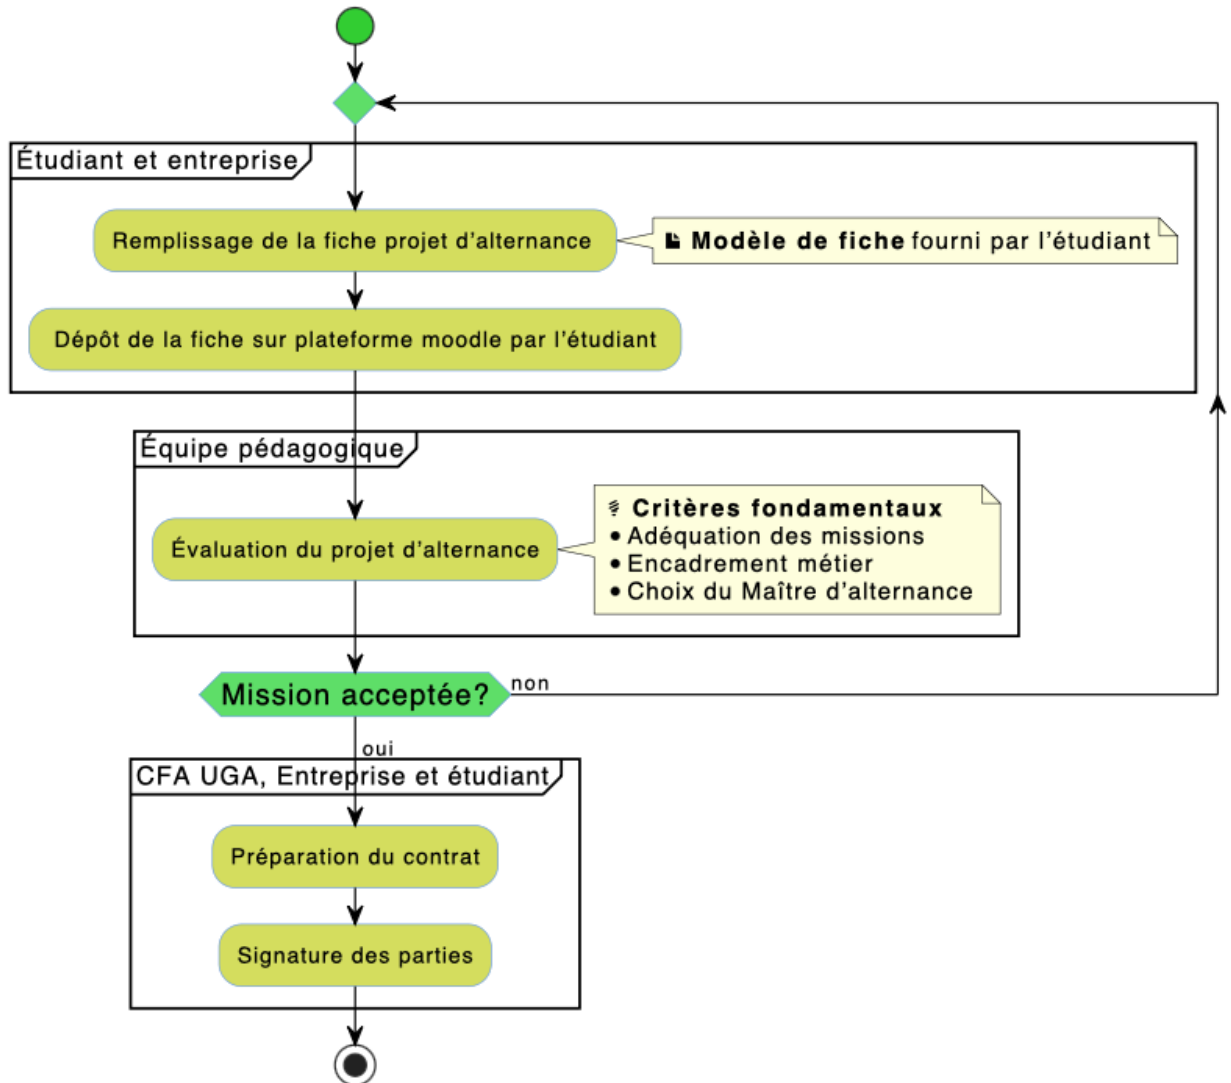 Étudiant et entreprise
Remplissage de la fiche projet d'alternance
Modèle de fiche fourni par l'étudiant
Dépôt de la fiche sur plateforme moodle par l'étudiant
Équipe pédagogique
Évaluation du projet d'alternance
Critères fondamentaux
• Adéquation des missions
• Encadrement métier
• Choix du Maître d'alternance
Mission acceptée?
non
oui
CFA UGA, Entreprise et étudiant
Préparation du contrat
Signature des parties